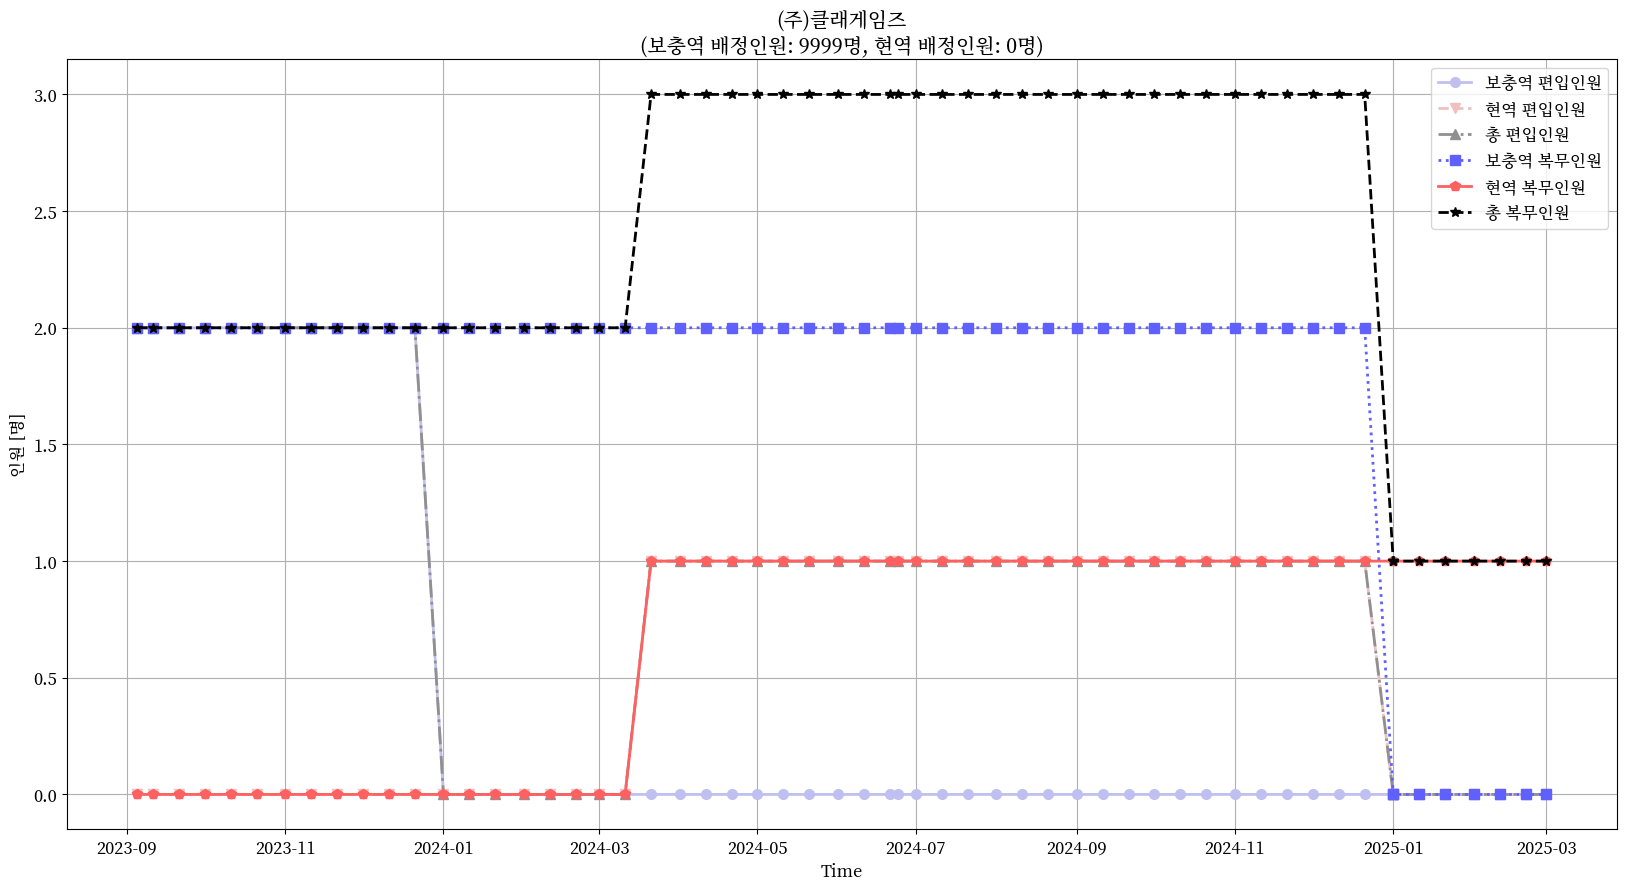 (주)클래게임즈
(보충역 배정인원: 9999명, 현역 배정인원: 0명)
보충역 편입인원
현역 편입인원
총 편입인원
보충역 복무인원
현역 복무인원
총 복무인원
인원 [명]
3.0
2.5
2.0
1.5
1.0
0.5
0.0
2023-09 2023-11 2024-01 2024-03 2024-05 2024-07 2024-09 2024-11 2025-01 2025-03
Time